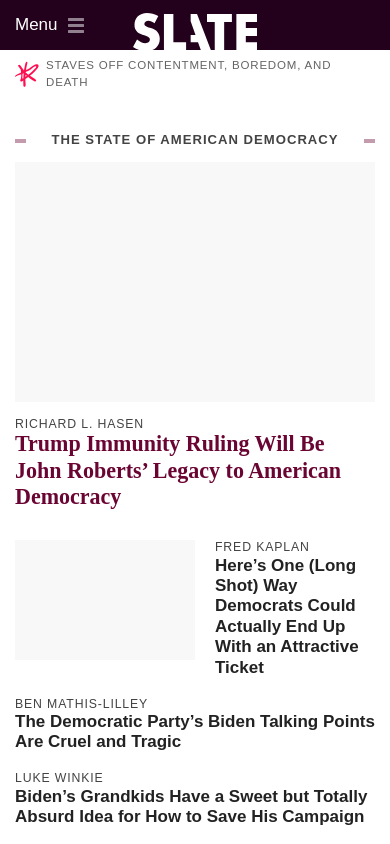 Menu
SLATE
STAVES OFF CONTENTMENT, BOREDOM, AND
DEATH
THE STATE OF AMERICAN DEMOCRACY
RICHARD L. HASEN
Trump Immunity Ruling Will Be
John Roberts’ Legacy to American
Democracy
FRED KAPLAN
Here’s One (Long
Shot) Way
Democrats Could
Actually End Up
With an Attractive
Ticket
BEN MATHIS-LILLEY
The Democratic Party’s Biden Talking Points
Are Cruel and Tragic
LUKE WINKIE
Biden’s Grandkids Have a Sweet but Totally
Absurd Idea for How to Save His Campaign